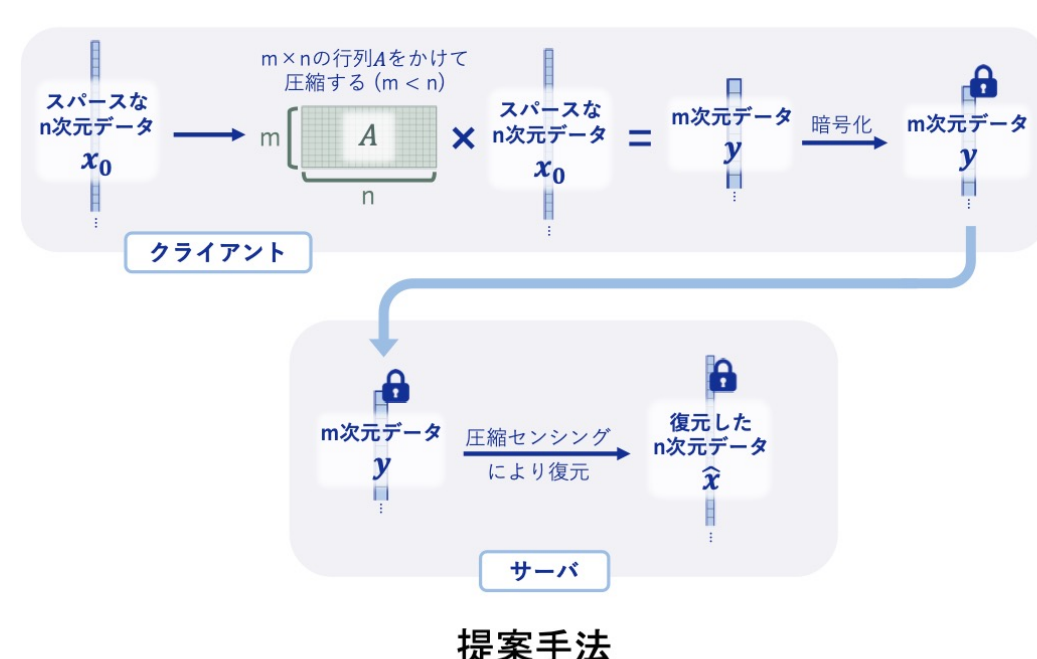 m×nの行列Aをかけて
圧縮する (m < n)
スパースな
n次元データ
x₀
m
A
n
×
スパースな
n次元データ
x₀
=
m次元データ
y
暗号化
m次元データ
y
クライアント
m次元データ
y
圧縮センシング
により復元
復元した
n次元データ
x̂
サーバ
提案手法